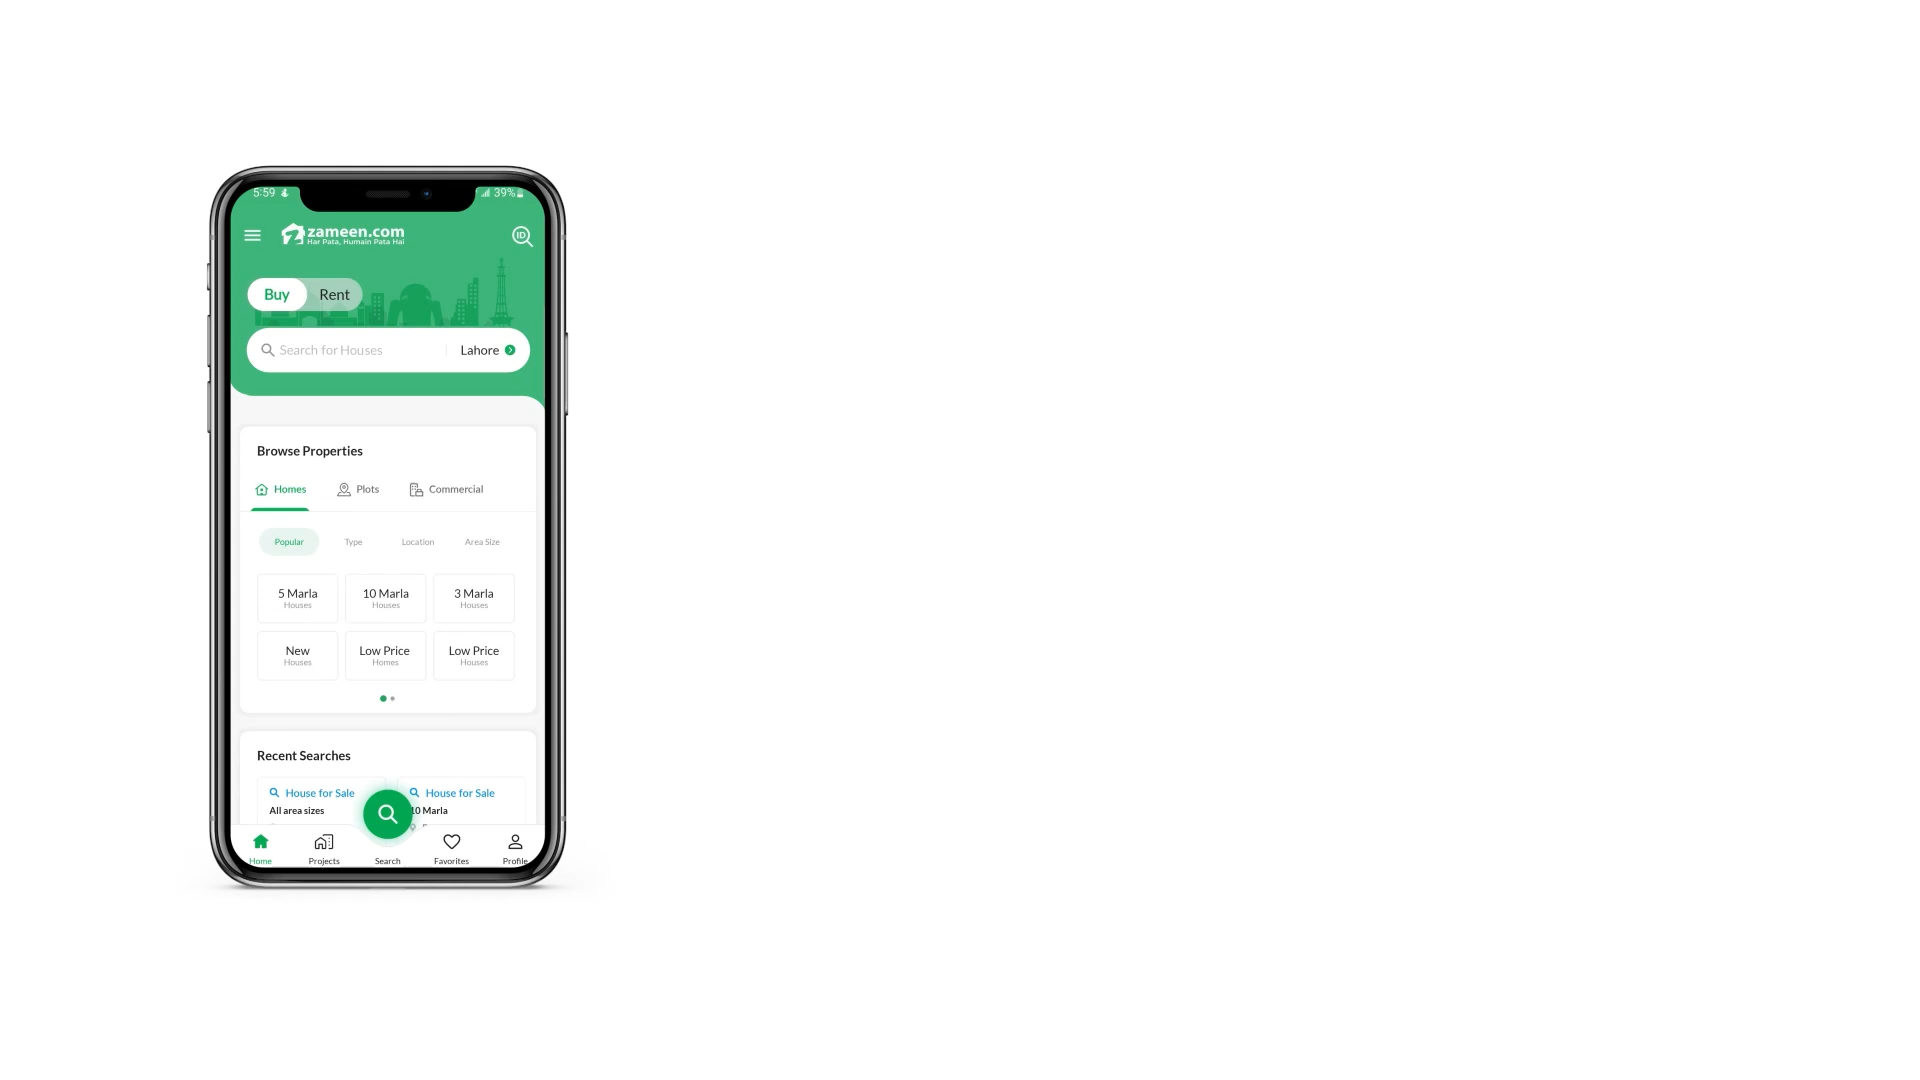 5:59
39%
zameen.com
Har Pata, Humain Pata Hai
ID
Buy
Rent
Search for Houses
Lahore
Browse Properties
Homes
Plots
Commercial
Popular
Type
Location
Area Size
5 Marla
Houses
10 Marla
Houses
3 Marla
Houses
New
Houses
Low Price
Homes
Low Price
Houses
Recent Searches
House for Sale
All area sizes
House for Sale
10 Marla
Home
Projects
Search
Favorites
Profile